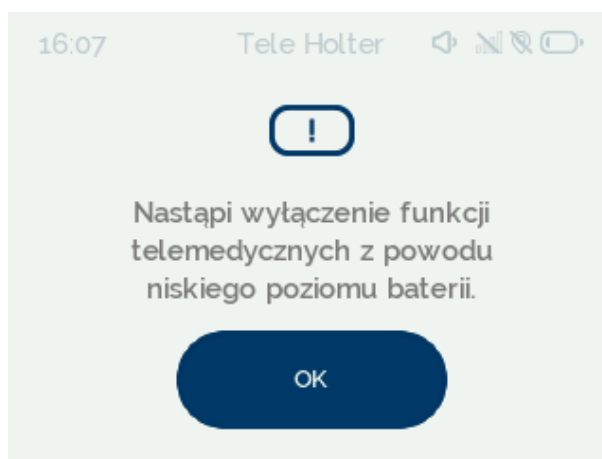 16:07 Tele Holter
!
Nastąpi wyłączenie funkcji
telemedycznych z powodu
niskiego poziomu baterii.
OK